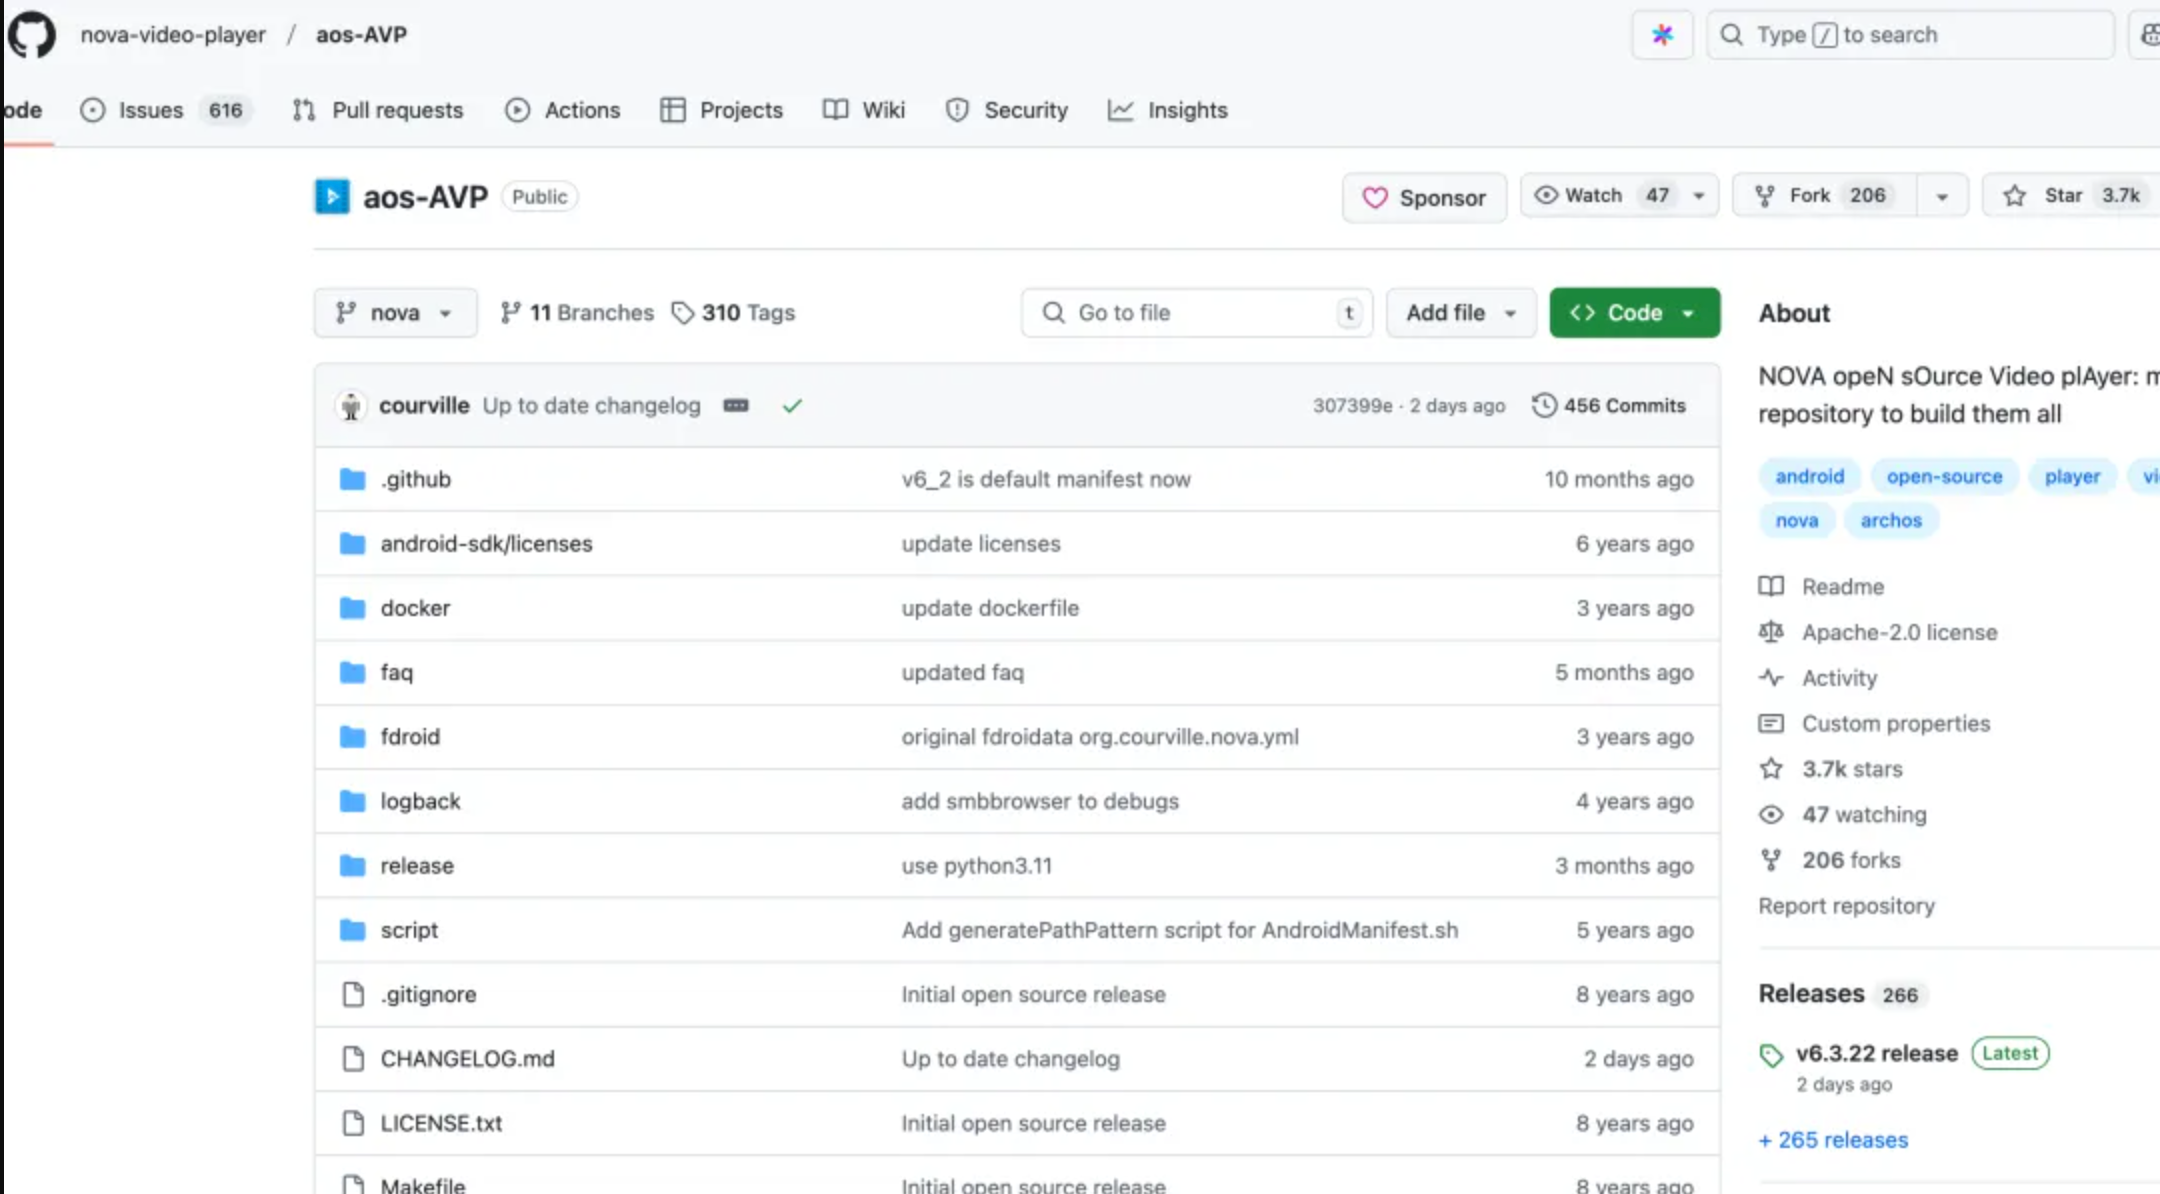 nova-video-player / aos-AVP
Type / to search
ode Issues 616 Pull requests Actions Projects Wiki Security Insights
aos-AVP Public
Sponsor Watch 47 Fork 206 Star 3.7k
nova 11 Branches 310 Tags
Go to file t Add file Code
courville Up to date changelog 307399e · 2 days ago 456 Commits
.github v6_2 is default manifest now 10 months ago
android-sdk/licenses update licenses 6 years ago
docker update dockerfile 3 years ago
faq updated faq 5 months ago
fdroid original fdroidata org.courville.nova.yml 3 years ago
logback add smbbrowser to debugs 4 years ago
release use python3.11 3 months ago
script Add generatePathPattern script for AndroidManifest.sh 5 years ago
.gitignore Initial open source release 8 years ago
CHANGELOG.md Up to date changelog 2 days ago
LICENSE.txt Initial open source release 8 years ago
Makefile Initial open source release 8 years ago
About
NOVA opeN sOurce Video plAyer: m
repository to build them all
android open-source player vi
nova archos
Readme
Apache-2.0 license
Activity
Custom properties
3.7k stars
47 watching
206 forks
Report repository
Releases 266
v6.3.22 release Latest
2 days ago
+ 265 releases